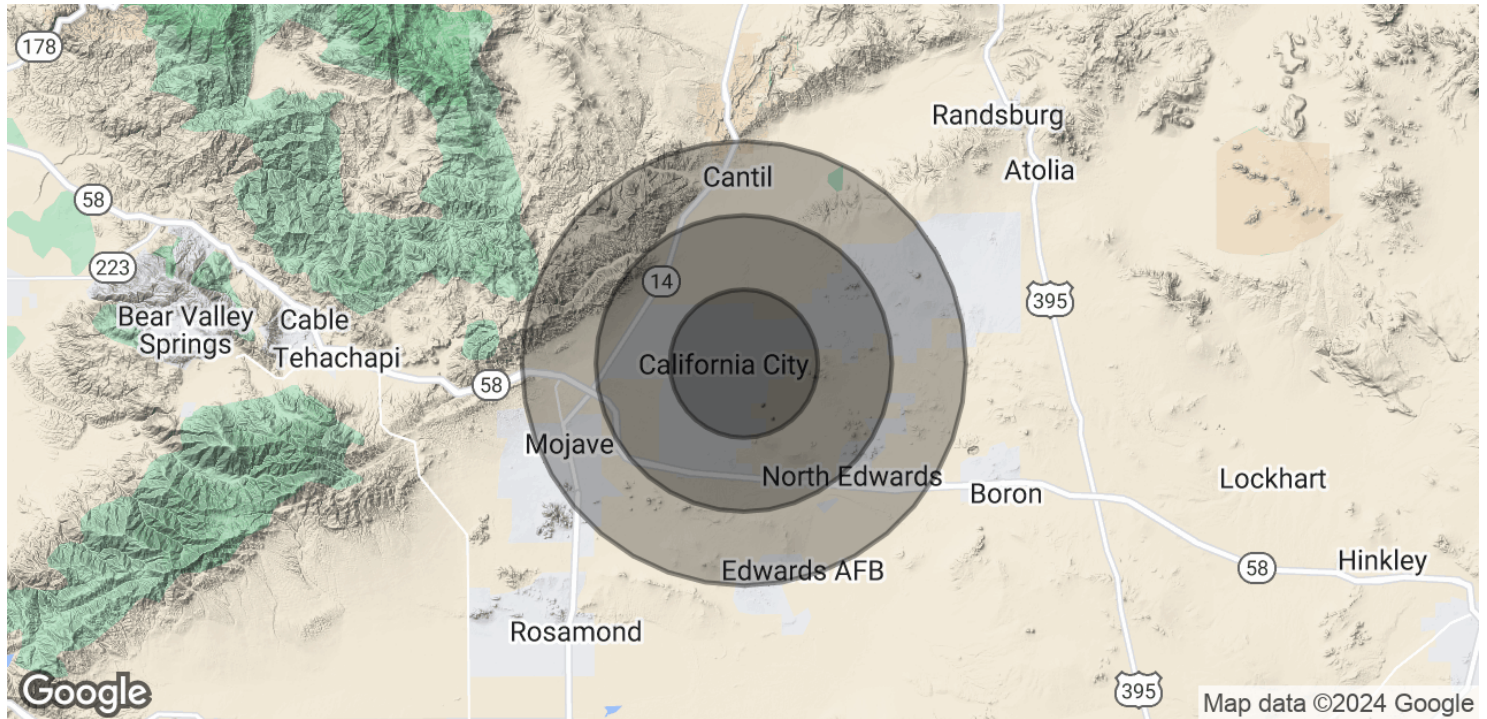 178
Randsburg
Atolia
Cantil
58
223
14
395
Bear Valley
Springs
Cable
Tehachapi
California City
58
Mojave
North Edwards
Boron
Lockhart
Edwards AFB
58
Hinkley
Rosamond
395
Google
Map data ©2024 Google